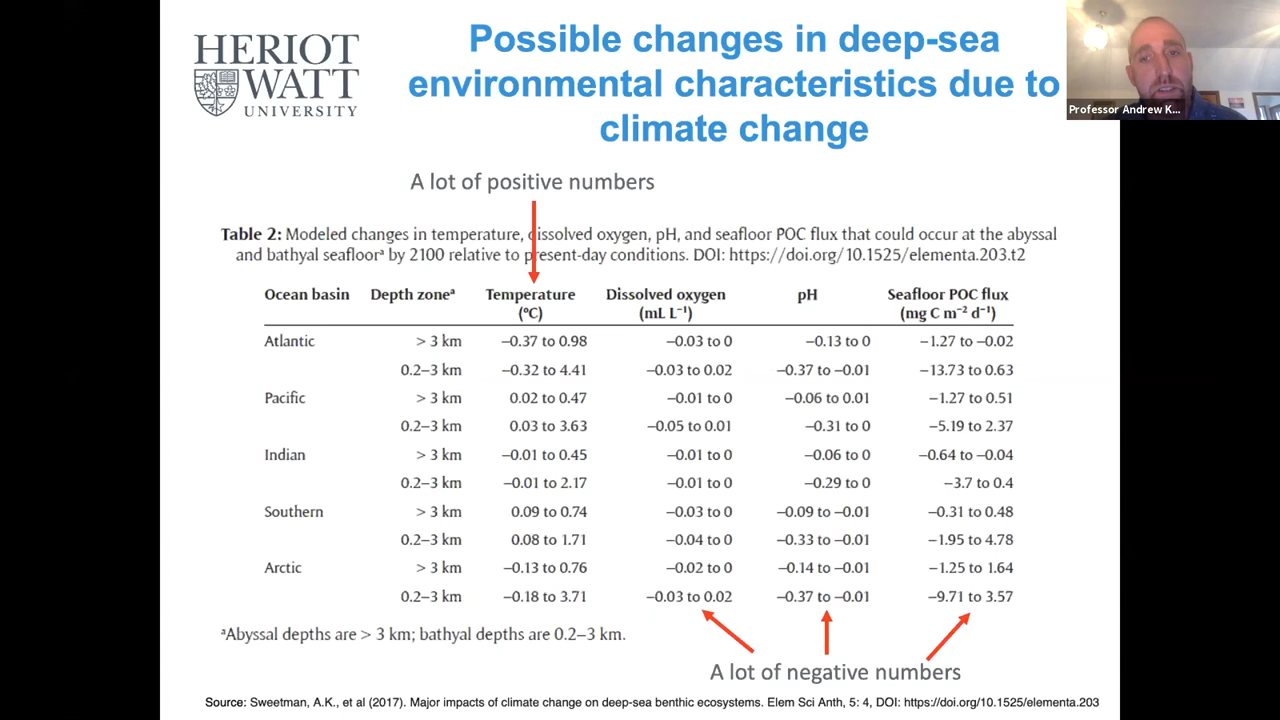 HERIOT
WATT
UNIVERSITY
Possible changes in deep-sea
environmental characteristics due to
climate change
Professor Andrew K...
A lot of positive numbers
Table 2: Modeled changes in temperature, dissolved oxygen, pH, and seafloor POC flux that could occur at the abyssal
and bathyal seafloorᵃ by 2100 relative to present-day conditions. DOI: https://doi.org/10.1525/elementa.203.t2
Ocean basin Depth zoneᵃ Temperature Dissolved oxygen pH Seafloor POC flux
(°C) (mL L⁻¹) (mg C m⁻² d⁻¹)
Atlantic > 3 km −0.37 to 0.98 −0.03 to 0 −0.13 to 0 −1.27 to −0.02
0.2–3 km −0.32 to 4.41 −0.03 to 0.02 −0.37 to −0.01 −13.73 to 0.63
Pacific > 3 km 0.02 to 0.47 −0.01 to 0 −0.06 to 0.01 −1.27 to 0.51
0.2–3 km 0.03 to 3.63 −0.05 to 0.01 −0.31 to 0 −5.19 to 2.37
Indian > 3 km −0.01 to 0.45 −0.01 to 0 −0.06 to 0 −0.64 to −0.04
0.2–3 km −0.01 to 2.17 −0.01 to 0 −0.29 to 0 −3.7 to 0.4
Southern > 3 km 0.09 to 0.74 −0.03 to 0 −0.09 to −0.01 −0.31 to 0.48
0.2–3 km 0.08 to 1.71 −0.04 to 0 −0.33 to −0.01 −1.95 to 4.78
Arctic > 3 km −0.13 to 0.76 −0.02 to 0 −0.14 to −0.01 −1.25 to 1.64
0.2–3 km −0.18 to 3.71 −0.03 to 0.02 −0.37 to −0.01 −9.71 to 3.57
ᵃAbyssal depths are > 3 km; bathyal depths are 0.2–3 km.
A lot of negative numbers
Source: Sweetman, A.K., et al (2017). Major impacts of climate change on deep-sea benthic ecosystems. Elem Sci Anth, 5: 4, DOI: https://doi.org/10.1525/elementa.203